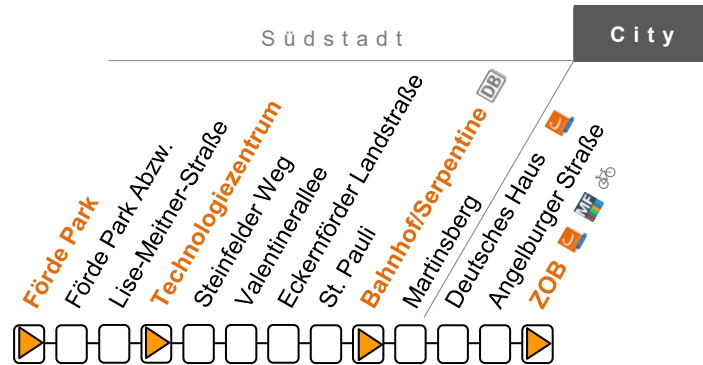 Südstadt
City
Förde Park
Förde Park Abzw.
Lise-Meitner-Straße
Technologiezentrum
Steinfelder Weg
Valentinerallee
Eckernförder Landstraße
St. Pauli
Bahnhof/Serpentine DB
Martinsberg
Deutsches Haus
Angelburger Straße
ZOB MF